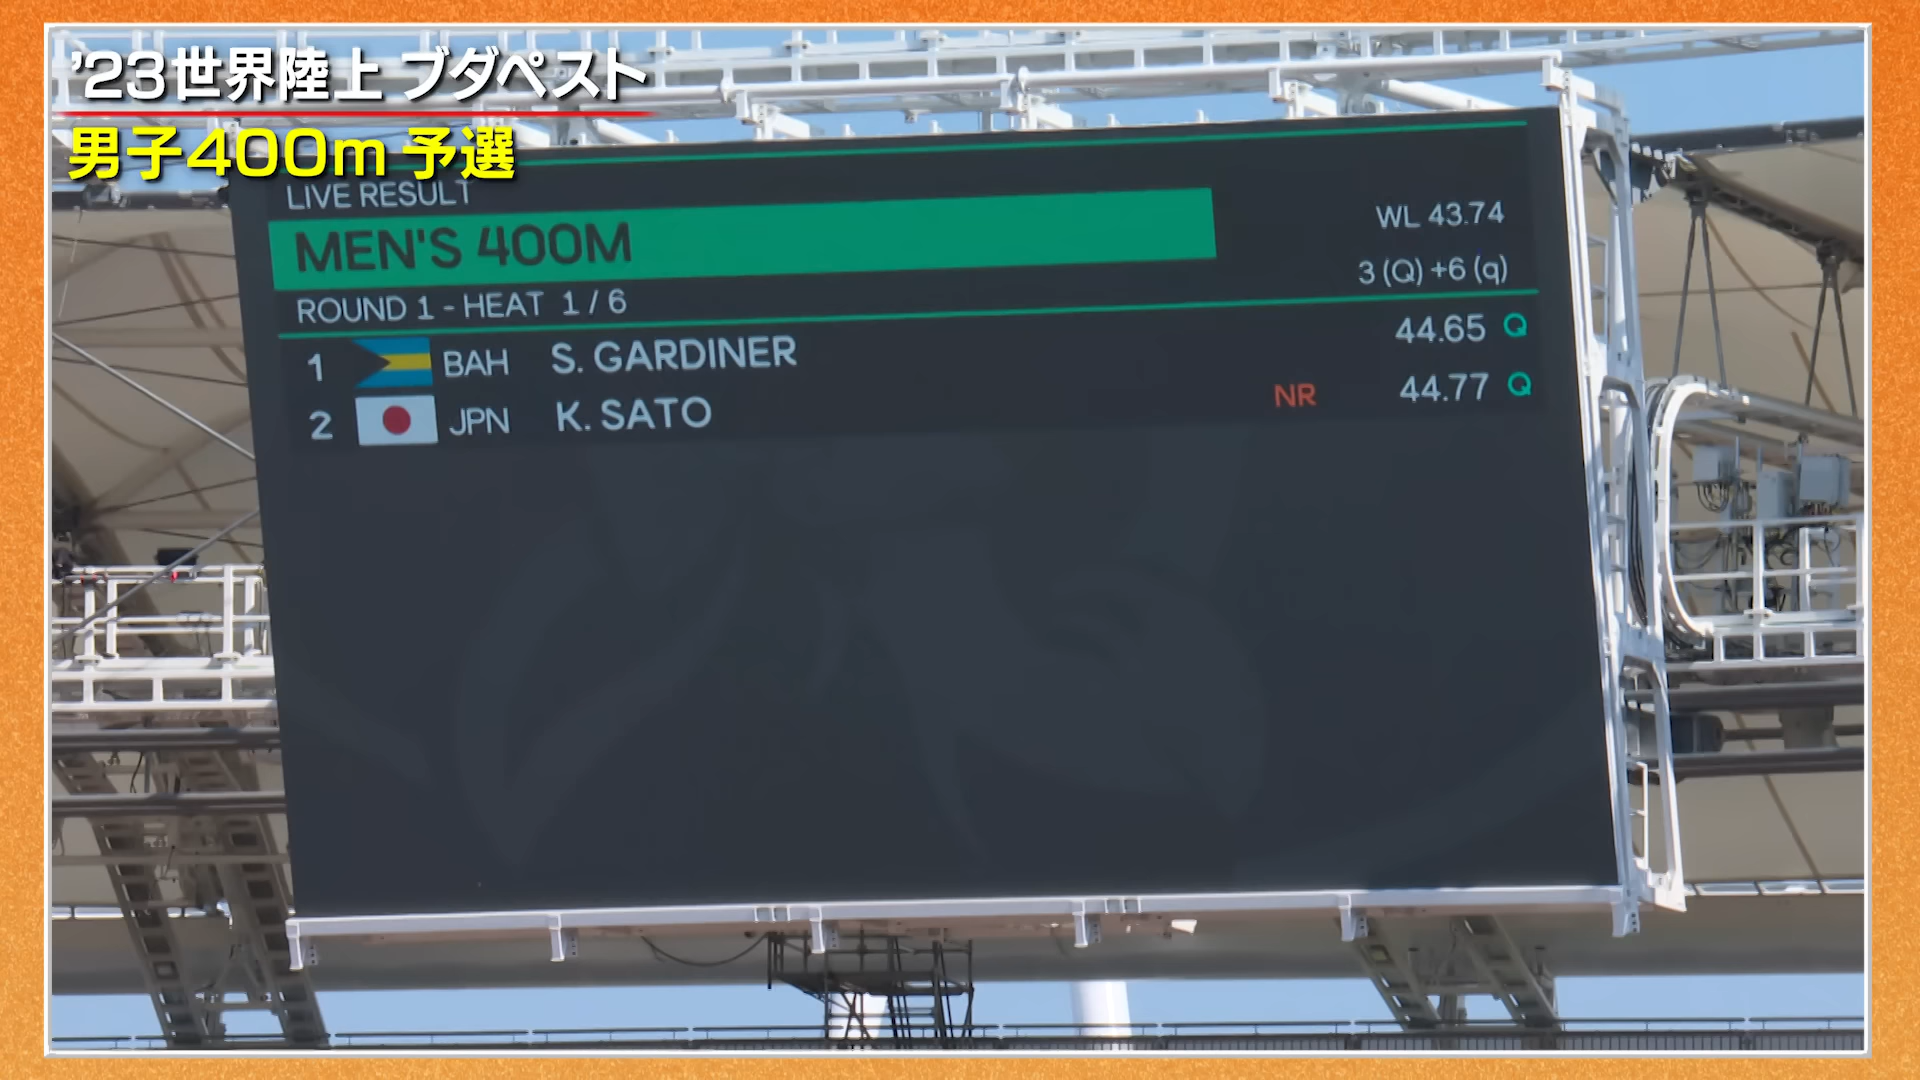 '23世界陸上 ブダペスト
男子400m 予選
LIVE RESULT
MEN'S 400M
WL 43.74
3 (Q) +6 (q)
ROUND 1 - HEAT 1 / 6
1 BAH S. GARDINER 44.65 Q
2 JPN K. SATO NR 44.77 Q